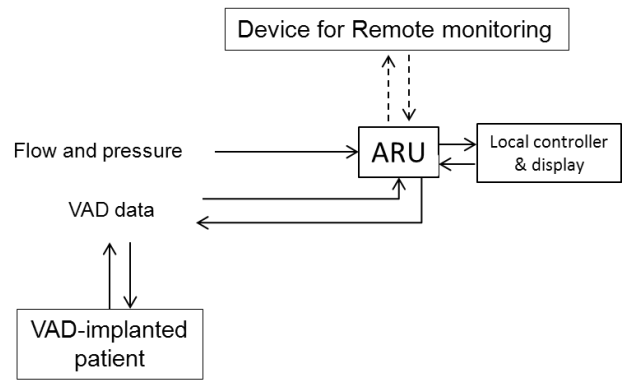 Device for Remote monitoring
Flow and pressure
ARU
Local controller
& display
VAD data
VAD-implanted
patient